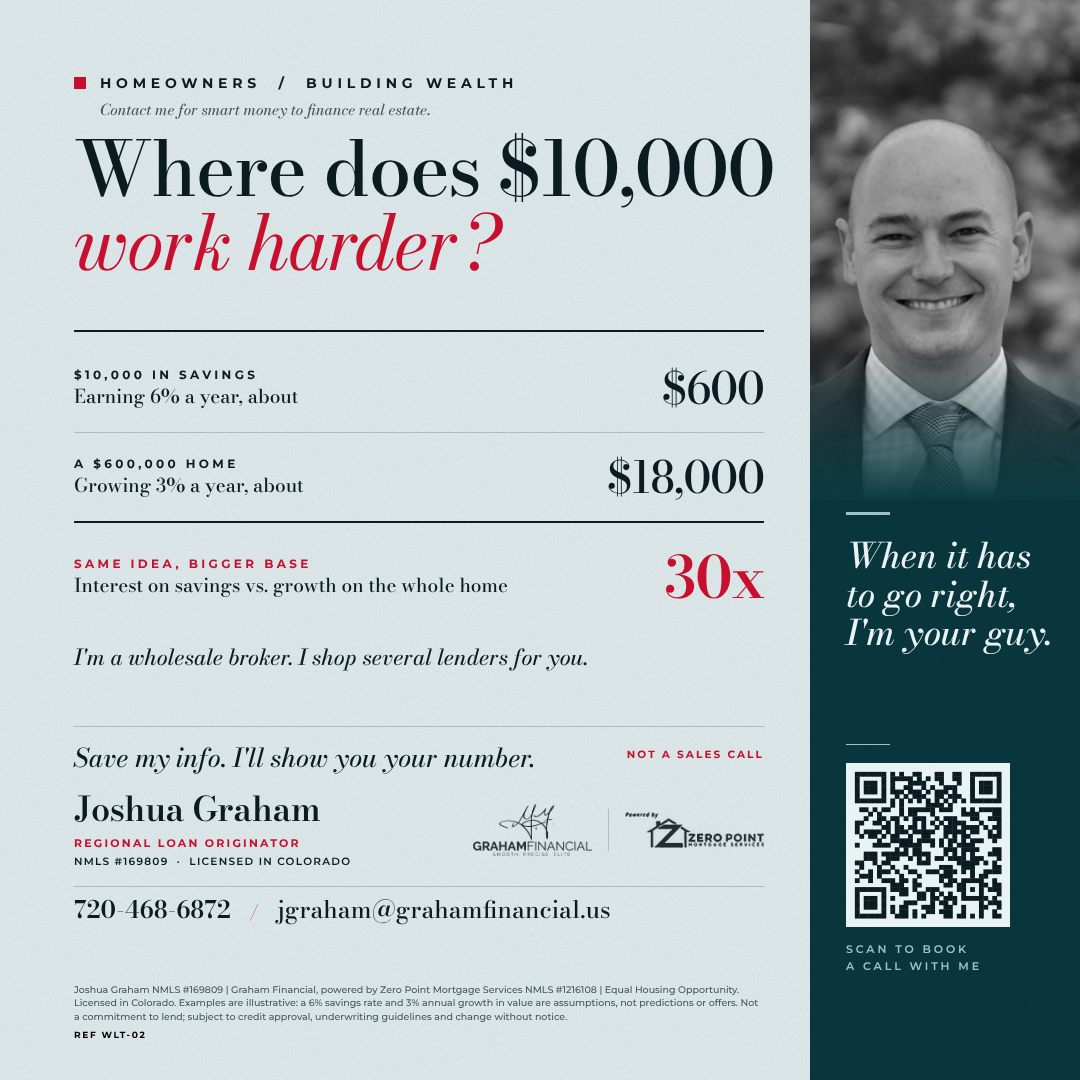 HOMEOWNERS / BUILDING WEALTH
Contact me for smart money to finance real estate.
Where does $10,000
work harder?
$10,000 IN SAVINGS
Earning 6% a year, about
$600
A $600,000 HOME
Growing 3% a year, about
$18,000
SAME IDEA, BIGGER BASE
Interest on savings vs. growth on the whole home
30x
I'm a wholesale broker. I shop several lenders for you.
Save my info. I'll show you your number.
NOT A SALES CALL
Joshua Graham
REGIONAL LOAN ORIGINATOR
NMLS #169809 · LICENSED IN COLORADO
GRAHAMFINANCIAL
SMOOTH. PRECISE. ELITE.
Powered by
ZERO POINT
MORTGAGE SERVICES
720-468-6872 / jgraham@grahamfinancial.us
Joshua Graham NMLS #169809 | Graham Financial, powered by Zero Point Mortgage Services NMLS #1216108 | Equal Housing Opportunity.
Licensed in Colorado. Examples are illustrative: a 6% savings rate and 3% annual growth in value are assumptions, not predictions or offers. Not
a commitment to lend; subject to credit approval, underwriting guidelines and change without notice.
REF WLT-02
When it has
to go right,
I'm your guy.
SCAN TO BOOK
A CALL WITH ME